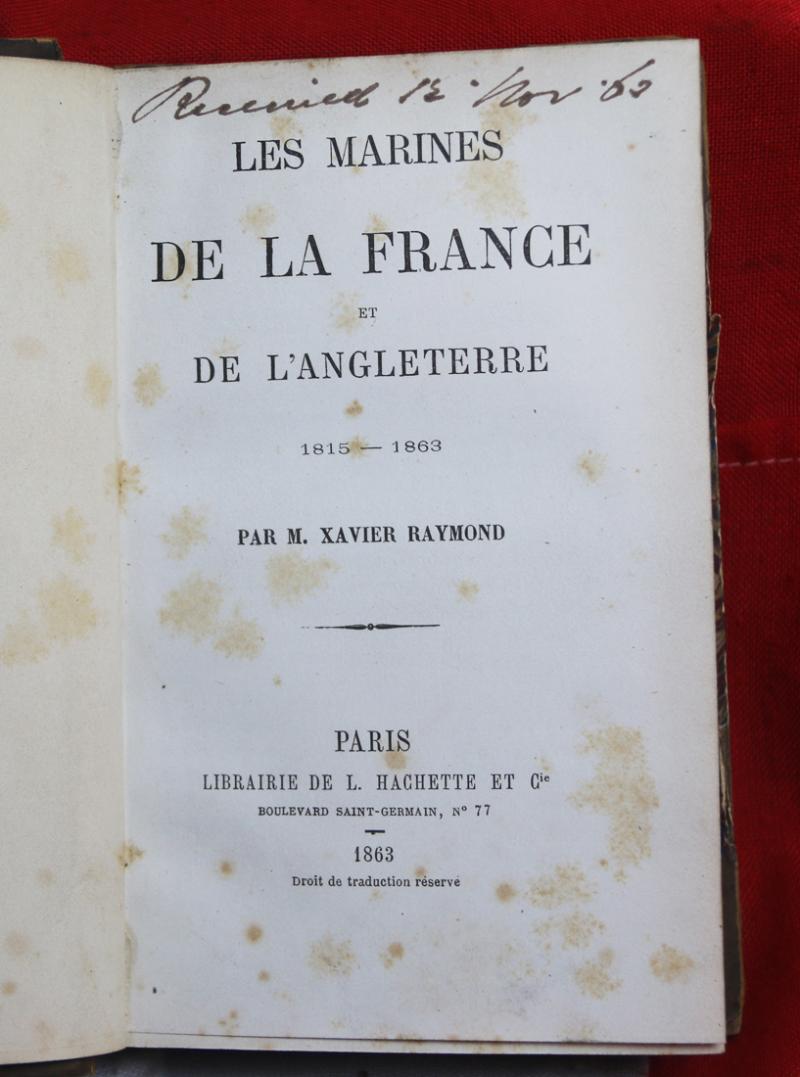 Received 12 Nov '63
LES MARINES
DE LA FRANCE
ET
DE L'ANGLETERRE
1815 — 1863
PAR M. XAVIER RAYMOND
PARIS
LIBRAIRIE DE L. HACHETTE ET Cie
BOULEVARD SAINT-GERMAIN, N° 77
1863
Droit de traduction réservé